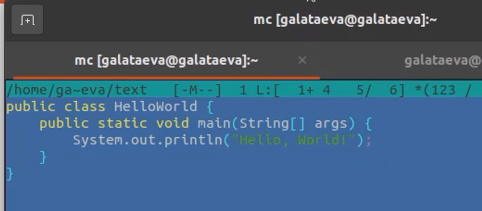 mc [galataeva@galataeva]:~
mc [galataeva@galataeva]:~ ×
galataeva@
/home/ga~eva/text [-M--] 1 L:[ 1+ 4 5/ 6] *(123 /
public class HelloWorld {
    public static void main(String[] args) {
        System.out.println("Hello, World!");
    }
}